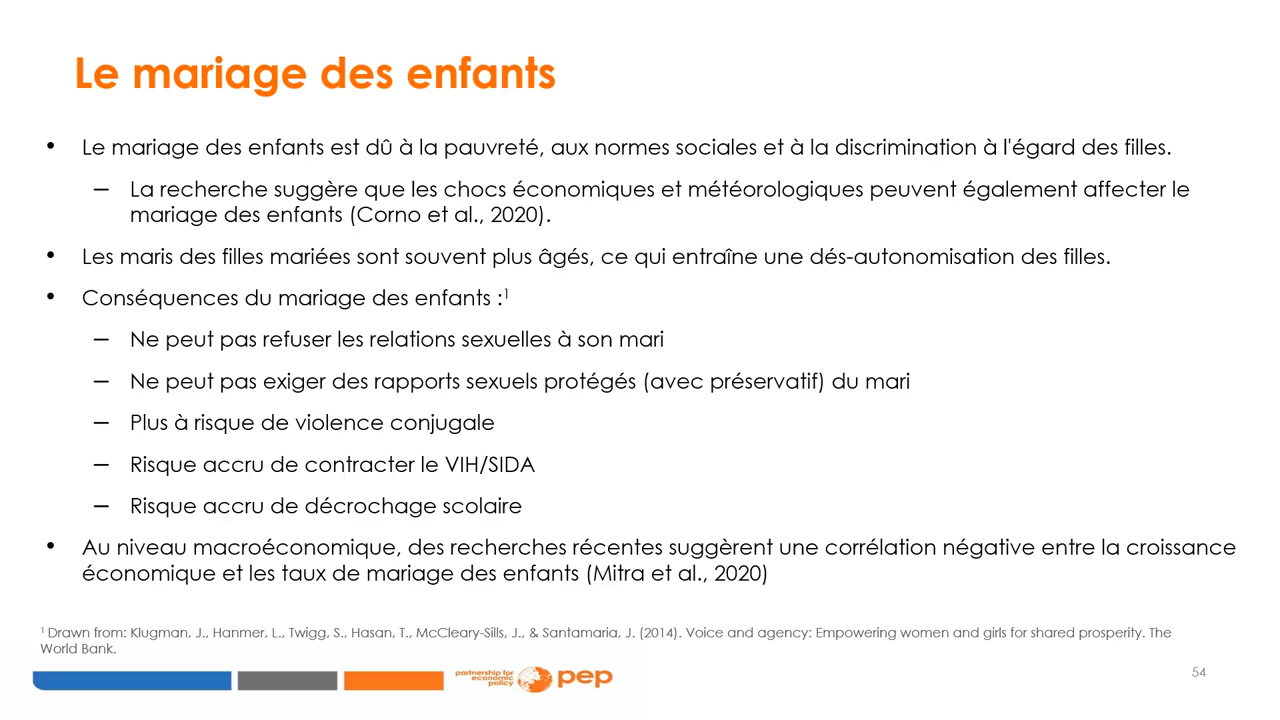 Le mariage des enfants
• Le mariage des enfants est dû à la pauvreté, aux normes sociales et à la discrimination à l'égard des filles.
– La recherche suggère que les chocs économiques et météorologiques peuvent également affecter le
mariage des enfants (Corno et al., 2020).
• Les maris des filles mariées sont souvent plus âgés, ce qui entraîne une dés-autonomisation des filles.
• Conséquences du mariage des enfants :¹
– Ne peut pas refuser les relations sexuelles à son mari
– Ne peut pas exiger des rapports sexuels protégés (avec préservatif) du mari
– Plus à risque de violence conjugale
– Risque accru de contracter le VIH/SIDA
– Risque accru de décrochage scolaire
• Au niveau macroéconomique, des recherches récentes suggèrent une corrélation négative entre la croissance
économique et les taux de mariage des enfants (Mitra et al., 2020)
¹ Drawn from: Klugman, J., Hanmer, L., Twigg, S., Hasan, T., McCleary-Sills, J., & Santamaria, J. (2014). Voice and agency: Empowering women and girls for shared prosperity. The
World Bank.
partnership for
economic
policy
pep
54